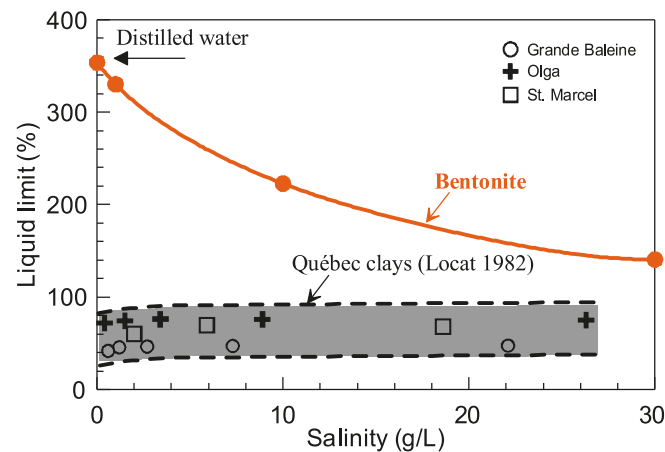 400
Distilled water
Grande Baleine
Olga
St. Marcel
300
Liquid limit (%)
Bentonite
200
Québec clays (Locat 1982)
100
0
0 10 20 30
Salinity (g/L)